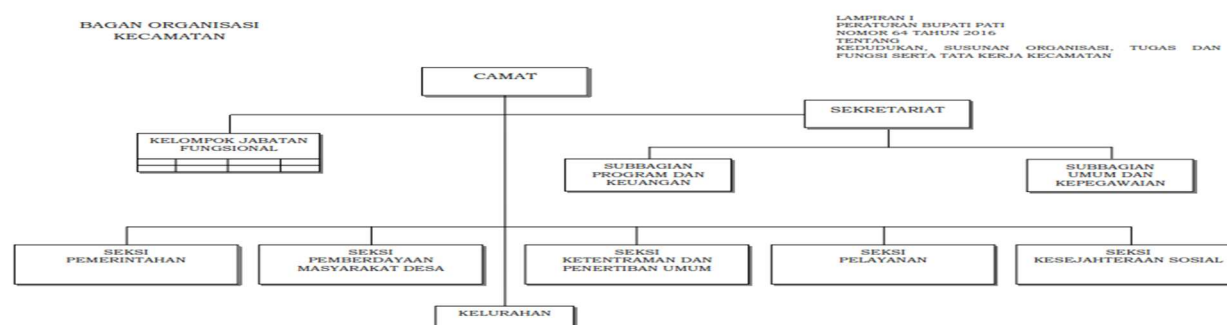 BAGAN ORGANISASI
KECAMATAN
LAMPIRAN I
PERATURAN BUPATI PATI
NOMOR 64 TAHUN 2016
TENTANG
KEDUDUKAN, SUSUNAN ORGANISASI, TUGAS DAN
FUNGSI SERTA TATA KERJA KECAMATAN
CAMAT
SEKRETARIAT
KELOMPOK JABATAN
FUNGSIONAL
SUBBAGIAN
PROGRAM DAN
KEUANGAN
SUBBAGIAN
UMUM DAN
KEPEGAWAIAN
SEKSI
PEMERINTAHAN
SEKSI
PEMBERDAYAAN
MASYARAKAT DESA
SEKSI
KETENTRAMAN DAN
PENERTIBAN UMUM
SEKSI
PELAYANAN
SEKSI
KESEJAHTERAAN SOSIAL
KELURAHAN